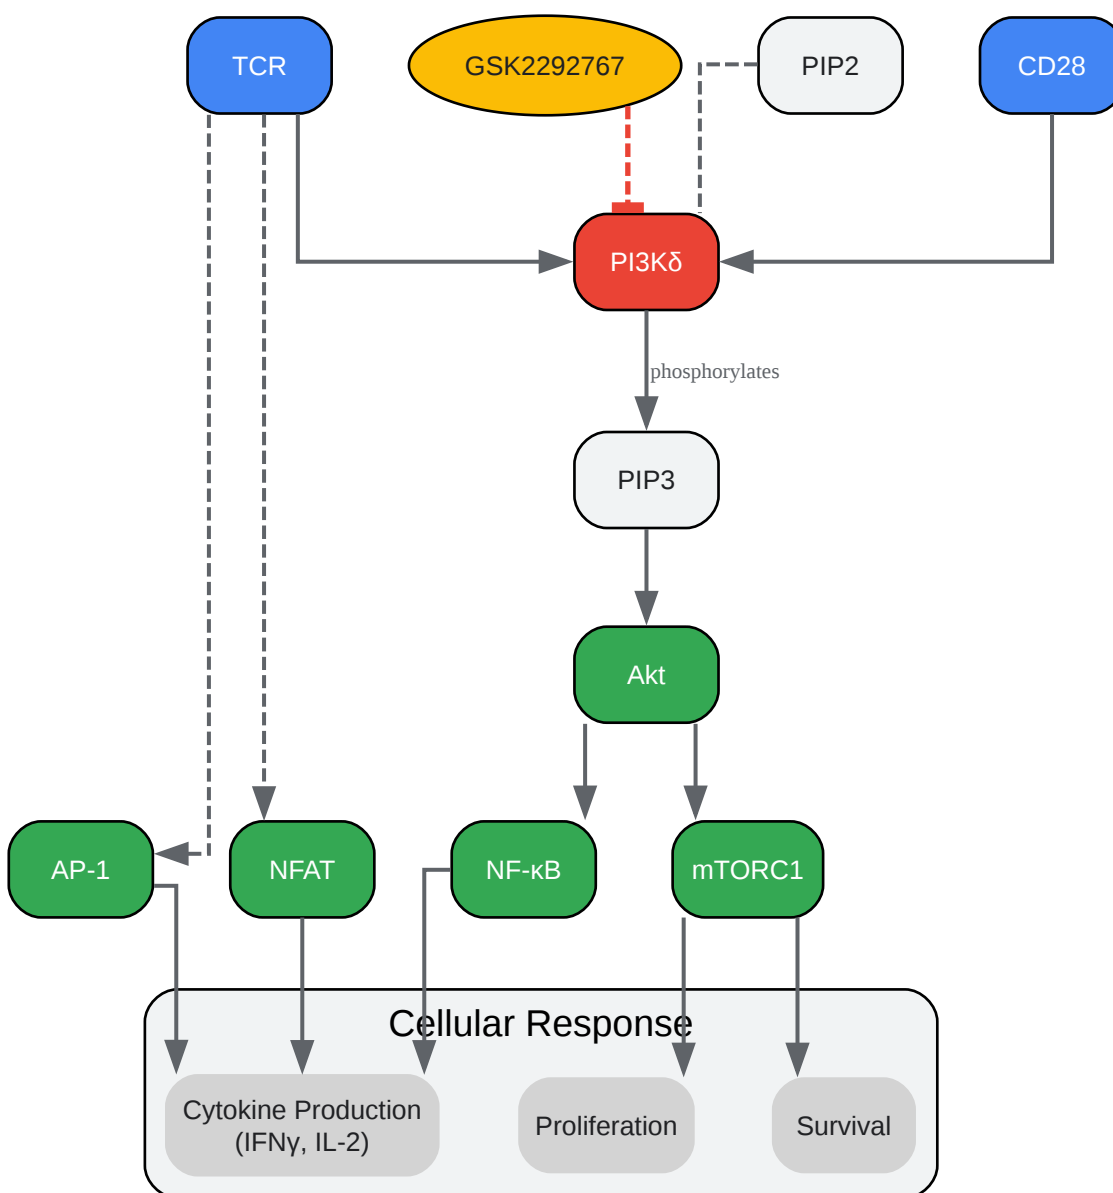 TCR
GSK2292767
PIP2
CD28
PI3Kδ
phosphorylates
PIP3
Akt
AP-1
NFAT
NF-κB
mTORC1
Cellular Response
Cytokine Production
(IFNγ, IL-2)
Proliferation
Survival